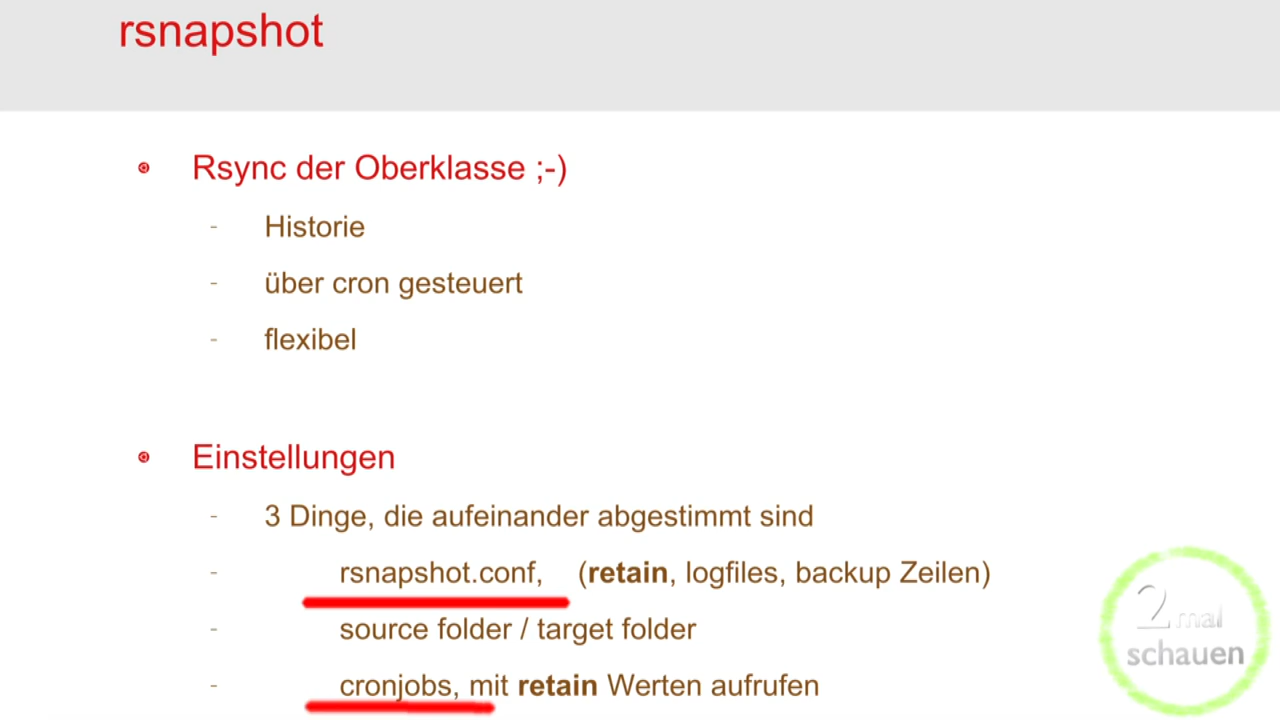 rsnapshot
Rsync der Oberklasse ;-)
- Historie
- über cron gesteuert
- flexibel
Einstellungen
- 3 Dinge, die aufeinander abgestimmt sind
- rsnapshot.conf, (retain, logfiles, backup Zeilen)
- source folder / target folder
- cronjobs, mit retain Werten aufrufen
2 mal
schauen